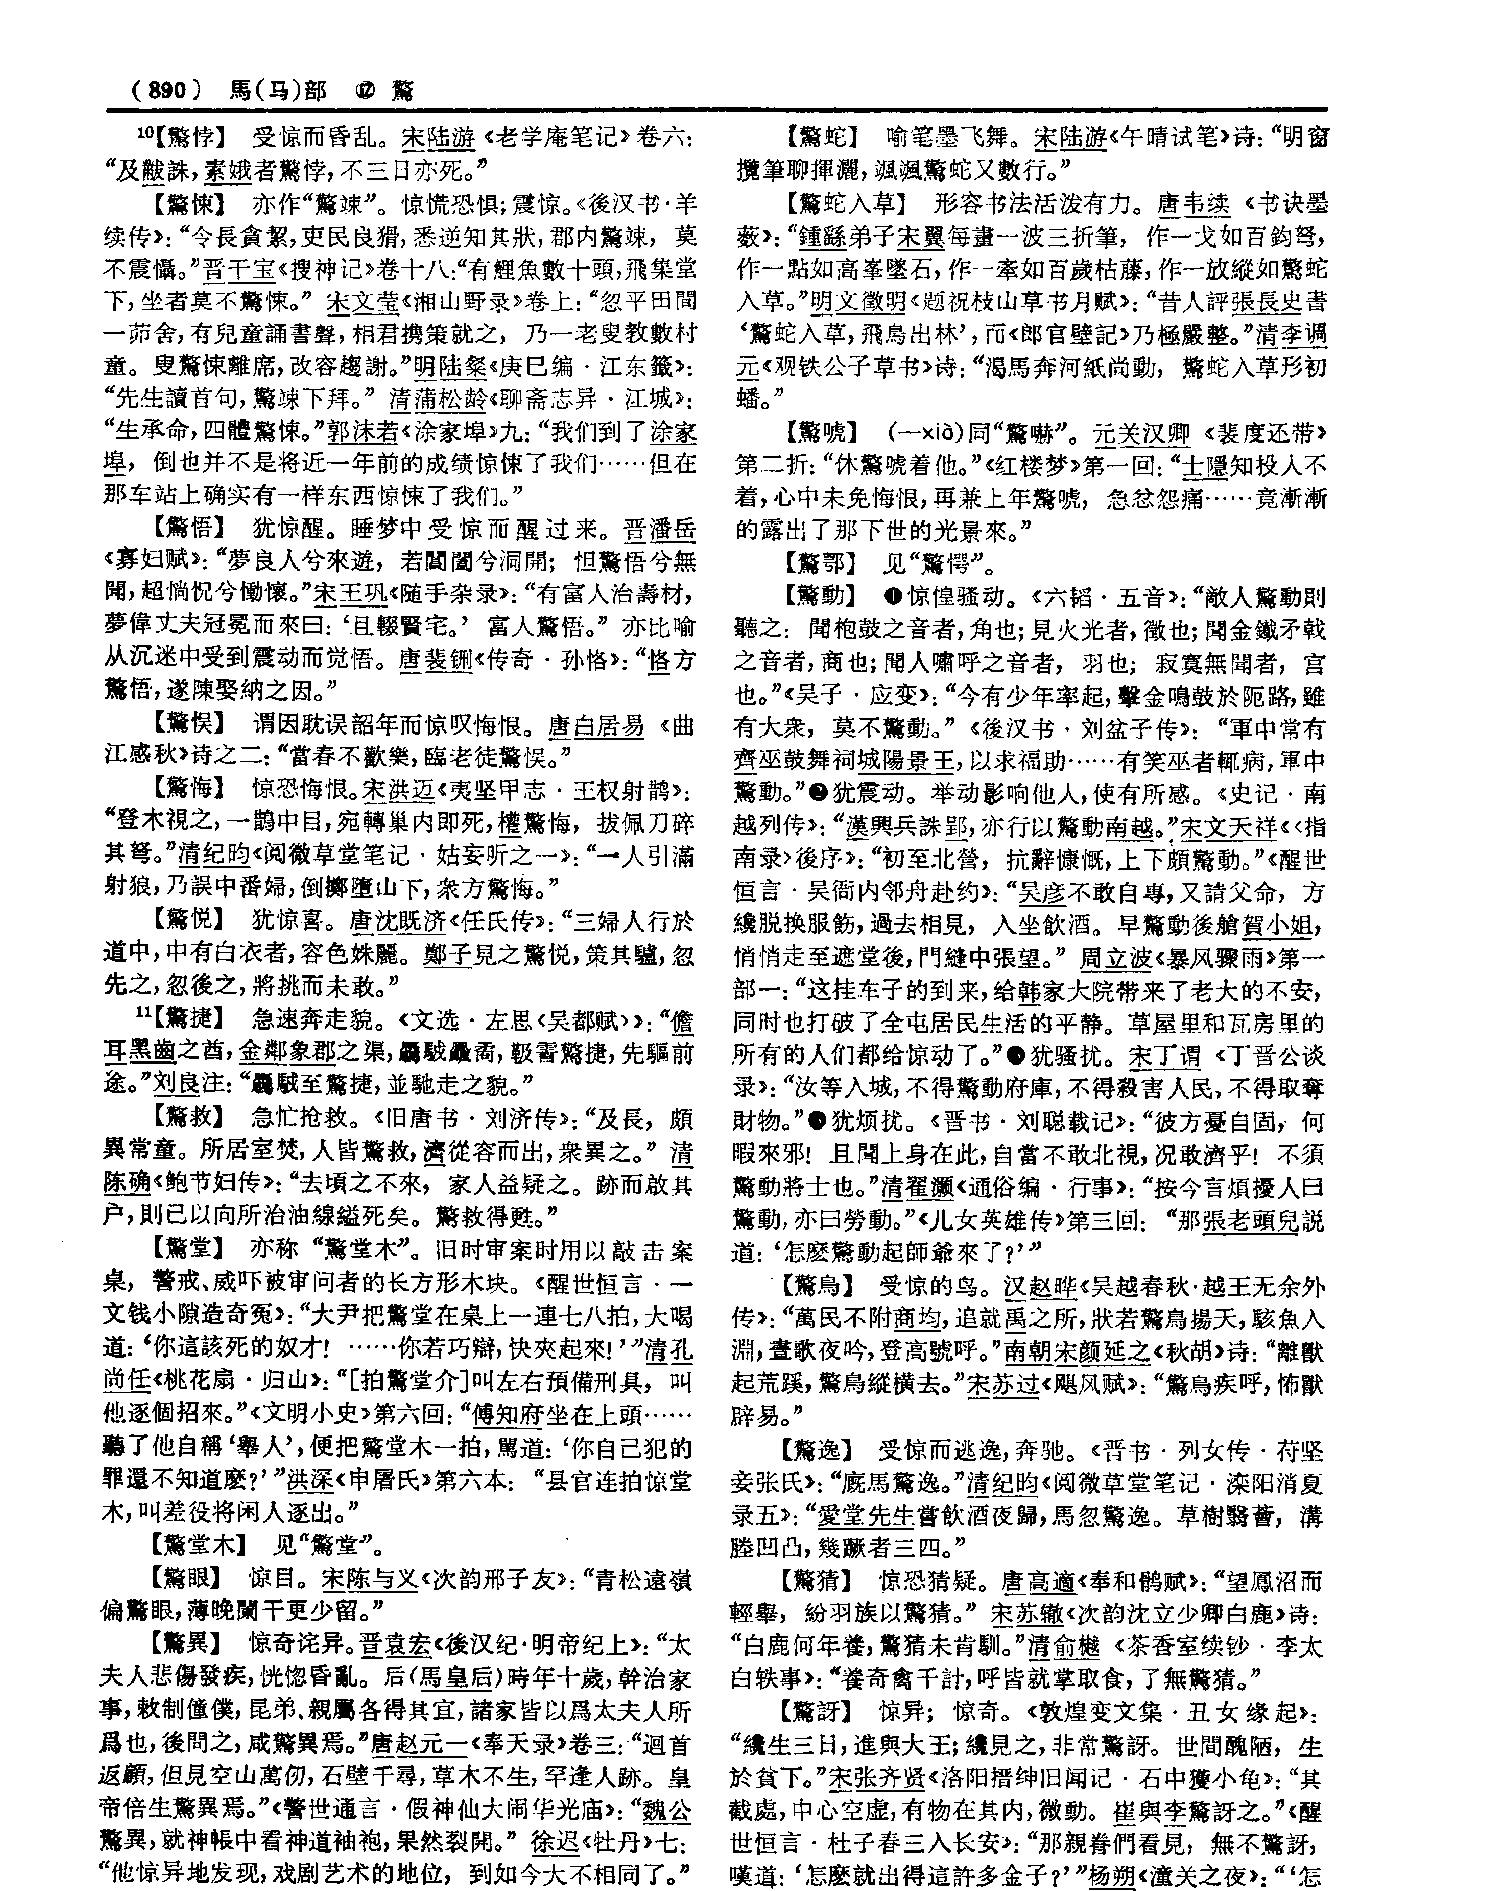 (890) 馬(马)部 ⑰ 驚
10【驚悖】 受惊而昏乱。宋陆游《老学庵笔记》卷六:
“及黻誅,素娥者驚悖,不三日亦死。”
【驚悚】 亦作“驚竦”。惊慌恐惧;震惊。《後汉书·羊
续传》:“令長貪絜,吏民良猾,悉逆知其狀,郡内驚竦,莫
不震懾。”晋干宝《搜神记》卷十八:“有鯉魚數十頭,飛集堂
下,坐者莫不驚悚。” 宋文莹《湘山野录》卷上:“忽平田間
一茆舍,有兒童誦書聲,相君携策就之,乃一老叟教數村
童。叟驚悚離席,改容趨謝。”明陆粲《庚巳编·江东籤》:
“先生讀首句,驚竦下拜。” 清蒲松龄《聊斋志异·江城》:
“生承命,四體驚悚。”郭沫若《涂家埠》九:“我们到了涂家
埠,倒也并不是将近一年前的成绩惊悚了我们……但在
那车站上确实有一样东西惊悚了我们。”
【驚悟】 犹惊醒。睡梦中受惊而醒过来。晋潘岳
《寡妇赋》:“夢良人兮來遊,若閶闔兮洞開;怛驚悟兮無
聞,超惝怳兮慟懷。”宋王巩《随手杂录》:“有富人治壽材,
夢偉丈夫冠冕而來曰:‘且輟賢宅。’富人驚悟。”亦比喻
从沉迷中受到震动而觉悟。唐裴铏《传奇·孙恪》:“恪方
驚悟,遂陳娶納之因。”
【驚悮】 谓因耽误韶年而惊叹悔恨。唐白居易《曲
江感秋》诗之二:“當春不歡樂,臨老徒驚悮。”
【驚悔】 惊恐悔恨。宋洪迈《夷坚甲志·王权射鹊》:
“登木視之,一鵲中目,宛轉巢内即死,權驚悔,拔佩刀碎
其弩。”清纪昀《阅微草堂笔记·姑妄听之一》:“一人引滿
射狼,乃誤中番婦,倒擲墮山下,衆方驚悔。”
【驚悦】 犹惊喜。唐沈既济《任氏传》:“三婦人行於
道中,中有白衣者,容色姝麗。鄭子見之驚悦,策其驢,忽
先之,忽後之,將挑而未敢。”
11【驚捷】 急速奔走貌。《文选·左思〈吴都赋〉》:“儋
耳黑齒之酋,金鄰象郡之渠,驫駥飍矞,靸霅驚捷,先驅前
途。”刘良注:“驫駥至驚捷,並馳走之貌。”
【驚救】 急忙抢救。《旧唐书·刘济传》:“及長,頗
異常童。所居室焚,人皆驚救,濟從容而出,衆異之。”清
陈确《鲍节妇传》:“去頃之不來,家人益疑之。跡而啟其
户,則已以向所治油線縊死矣。驚救得甦。”
【驚堂】 亦称“驚堂木”。旧时审案时用以敲击案
桌,警戒、威吓被审问者的长方形木块。《醒世恒言·一
文钱小隙造奇冤》:“大尹把驚堂在桌上一連七八拍,大喝
道:‘你這該死的奴才!……你若巧辯,快夾起來!’”清孔
尚任《桃花扇·归山》:“[拍驚堂介]叫左右預備刑具,叫
他逐個招來。”《文明小史》第六回:“傅知府坐在上頭……
聽了他自稱‘舉人’,便把驚堂木一拍,駡道:‘你自己犯的
罪還不知道麽?’”洪深《申屠氏》第六本:“县官连拍惊堂
木,叫差役将闲人逐出。”
【驚堂木】 见“驚堂”。
【驚眼】 惊目。宋陈与义《次韵邢子友》:“青松遠嶺
偏驚眼,薄晚闌干更少留。”
【驚異】 惊奇诧异。晋袁宏《後汉纪·明帝纪上》:“太
夫人悲傷發疾,恍惚昏亂。后(馬皇后)時年十歲,幹治家
事,敕制僮僕,昆弟、親屬各得其宜,諸家皆以爲太夫人所
爲也,後問之,咸驚異焉。”唐赵元一《奉天录》卷三:“迴首
返顧,但見空山萬仞,石壁千尋,草木不生,罕逢人跡。皇
帝倍生驚異焉。”《警世通言·假神仙大闹华光庙》:“魏公
驚異,就神帳中看神道袖袍,果然裂開。”徐迟《牡丹》七:
“他惊异地发现,戏剧艺术的地位,到如今大不相同了。”
【驚蛇】 喻笔墨飞舞。宋陆游《午晴试笔》诗:“明窗
攬筆聊揮灑,颯颯驚蛇又數行。”
【驚蛇入草】 形容书法活泼有力。唐韦续《书诀墨
薮》:“鍾繇弟子宋翼每畫一波三折筆,作一戈如百鈞弩,
作一點如高峯墜石,作一牽如百歲枯藤,作一放縱如驚蛇
入草。”明文徵明《题祝枝山草书月赋》:“昔人評張長史書
‘驚蛇入草,飛鳥出林’,而《郎官壁記》乃極嚴整。”清李调
元《观铁公子草书》诗:“渴馬奔河紙尚動,驚蛇入草形初
蟠。”
【驚唬】 (一xià)同“驚嚇”。元关汉卿《裴度还带》
第二折:“休驚唬着他。”《红楼梦》第一回:“士隱知投人不
着,心中未免悔恨,再兼上年驚唬,急忿怨痛……竟漸漸
的露出了那下世的光景來。”
【驚鄂】 见“驚愕”。
【驚動】 ❶惊惶骚动。《六韬·五音》:“敵人驚動則
聽之:聞枹鼓之音者,角也;見火光者,徵也;聞金鐵矛戟
之音者,商也;聞人嘯呼之音者,羽也;寂寞無聞者,宫
也。”《吴子·应变》:“今有少年率起,擊金鳴鼓於阨路,雖
有大衆,莫不驚動。”《後汉书·刘盆子传》:“軍中常有
齊巫鼓舞祠城陽景王,以求福助……有笑巫者輒病,軍中
驚動。”❷犹震动。举动影响他人,使有所感。《史记·南
越列传》:“漢興兵誅郢,亦行以驚動南越。”宋文天祥《〈指
南录〉後序》:“初至北營,抗辭慷慨,上下頗驚動。”《醒世
恒言·吴衙内邻舟赴约》:“吴彦不敢自專,又請父命,方
纔脱换服飭,過去相見,入坐飲酒。早驚動後艙賀小姐,
悄悄走至遮堂後,門縫中張望。”周立波《暴风骤雨》第一
部一:“这挂车子的到来,给韩家大院带来了老大的不安,
同时也打破了全屯居民生活的平静。草屋里和瓦房里的
所有的人们都给惊动了。”❸犹骚扰。宋丁谓《丁晋公谈
录》:“汝等入城,不得驚動府庫,不得殺害人民,不得取奪
財物。”❹犹烦扰。《晋书·刘聪载记》:“彼方憂自固,何
暇來邪!且聞上身在此,自當不敢北視,况敢濟乎!不須
驚動將士也。”清翟灏《通俗编·行事》:“按今言煩擾人曰
驚動,亦曰勞動。”《儿女英雄传》第三回:“那張老頭兒説
道:‘怎麽驚動起師爺來了?’”
【驚鳥】 受惊的鸟。汉赵晔《吴越春秋·越王无余外
传》:“萬民不附商均,追就禹之所,狀若驚鳥揚天,駭魚入
淵,晝歌夜吟,登高號呼。”南朝宋颜延之《秋胡》诗:“離獸
起荒蹊,驚鳥縱横去。”宋苏过《飓风赋》:“驚鳥疾呼,怖獸
辟易。”
【驚逸】 受惊而逃逸,奔驰。《晋书·列女传·苻坚
妾张氏》:“廐馬驚逸。”清纪昀《阅微草堂笔记·滦阳消夏
录五》:“愛堂先生嘗飲酒夜歸,馬忽驚逸。草樹翳薈,溝
塍凹凸,幾蹶者三四。”
【驚猜】 惊恐猜疑。唐高適《奉和鹘赋》:“望鳳沼而
輕舉,紛羽族以驚猜。”宋苏辙《次韵沈立少卿白鹿》诗:
“白鹿何年養,驚猜未肯馴。”清俞樾《茶香室续钞·李太
白轶事》:“養奇禽千計,呼皆就掌取食,了無驚猜。”
【驚訝】 惊异;惊奇。《敦煌变文集·丑女缘起》:
“纔生三日,進與大王;纔見之,非常驚訝。世間醜陋,生
於貧下。”宋张齐贤《洛阳搢绅旧闻记·石中獲小龟》:“其
截處,中心空虚,有物在其内,微動。崔與李驚訝之。”《醒
世恒言·杜子春三入长安》:“那親眷們看見,無不驚訝,
嘆道:‘怎麽就出得這許多金子?’”杨朔《潼关之夜》:“‘怎